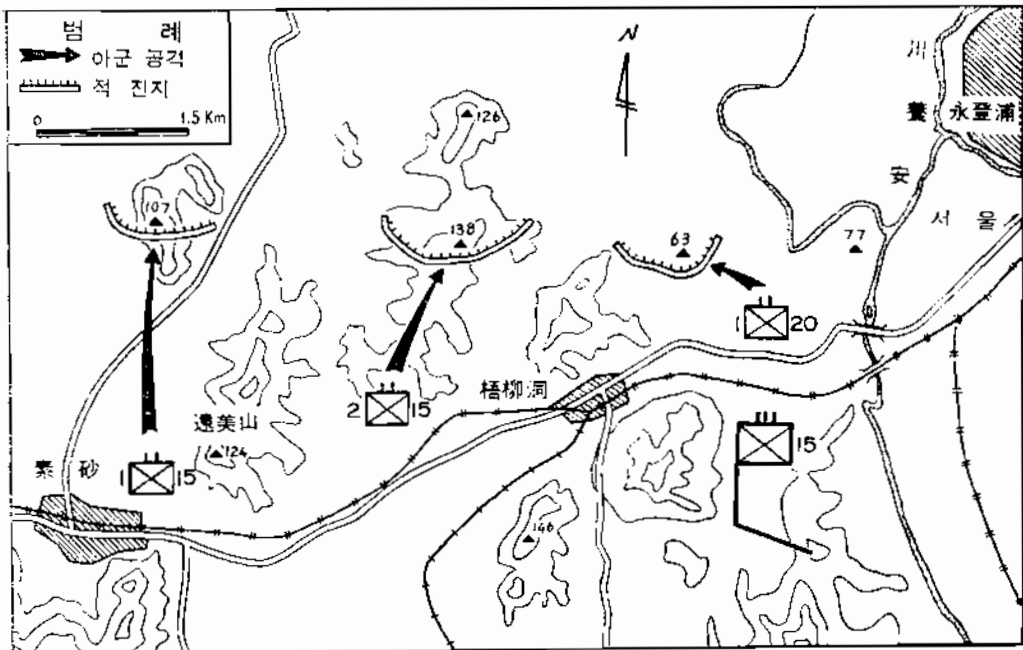 범 례
아군 공격
적 진지
0 1.5 Km
N
川
養
安
永登浦
서 울
126
107
138
63
77
1 20
2 15
梧柳洞
15
遠美山
124
素 砂
1 15
146